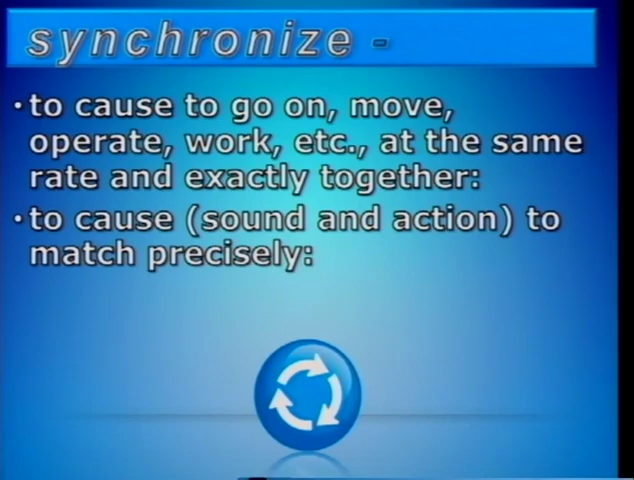 synchronize -
•to cause to go on, move,
operate, work, etc., at the same
rate and exactly together:
•to cause (sound and action) to
match precisely: